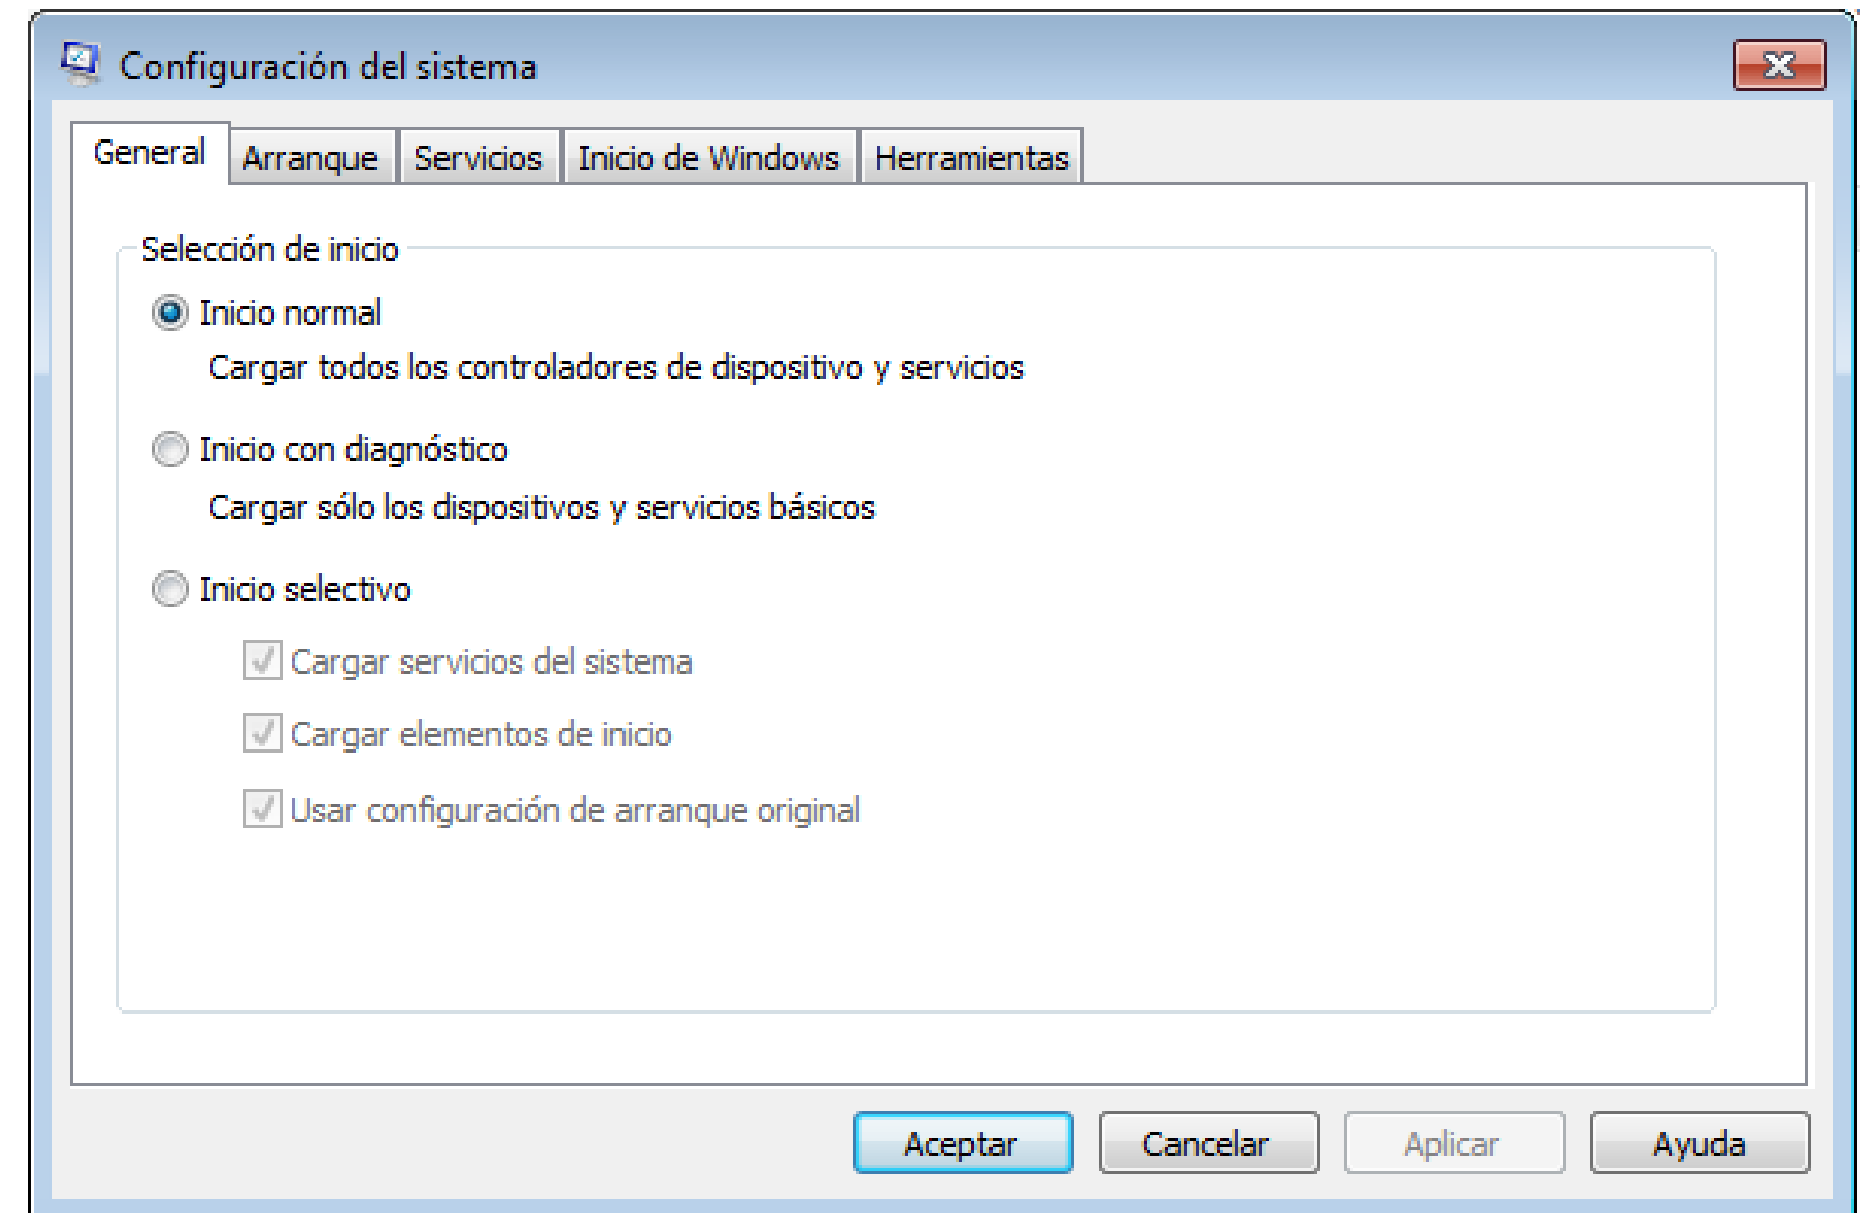 Configuración del sistema
General Arranque Servicios Inicio de Windows Herramientas
Selección de inicio
Inicio normal
Cargar todos los controladores de dispositivo y servicios
Inicio con diagnóstico
Cargar sólo los dispositivos y servicios básicos
Inicio selectivo
Cargar servicios del sistema
Cargar elementos de inicio
Usar configuración de arranque original
Aceptar Cancelar Aplicar Ayuda